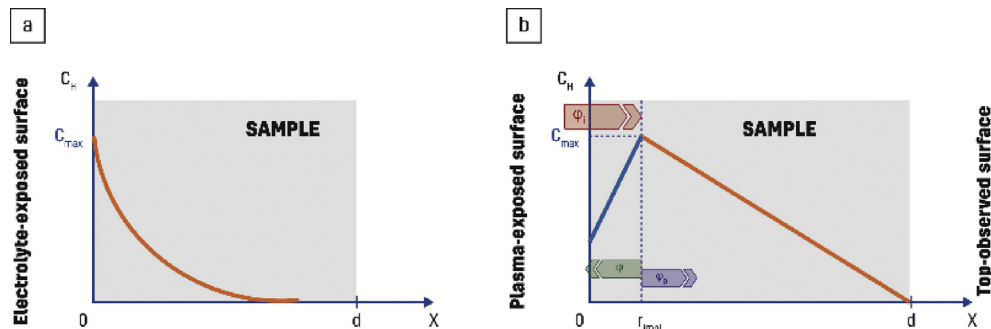 a
Electrolyte-exposed surface
C_H
C_max
SAMPLE
0
d
X
b
Plasma-exposed surface
C_H
φ_i
C_max
SAMPLE
φ
φ_p
0
r_impl
d
X
Top-observed surface